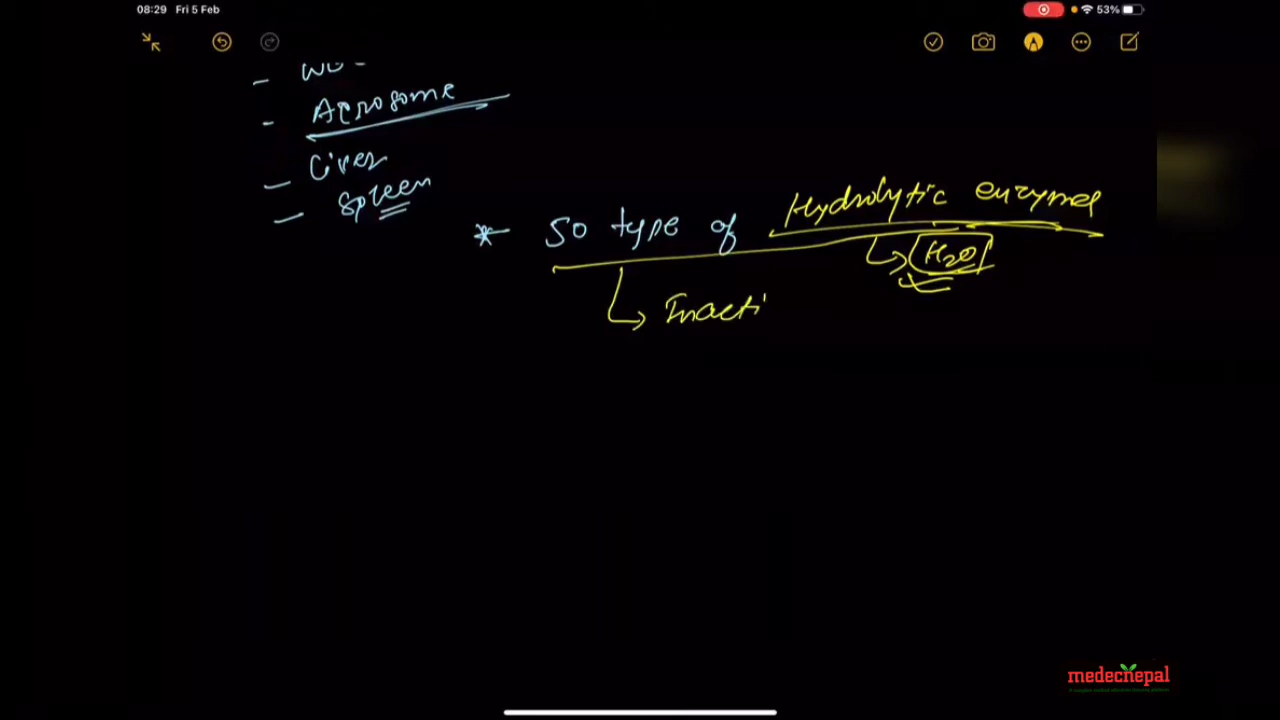 08:29 Fri 5 Feb
53%
- Acrosome
- Liver
- Spleen
* 50 type of Hydrolytic enzymes
H₂O
Inacti
medecnepal